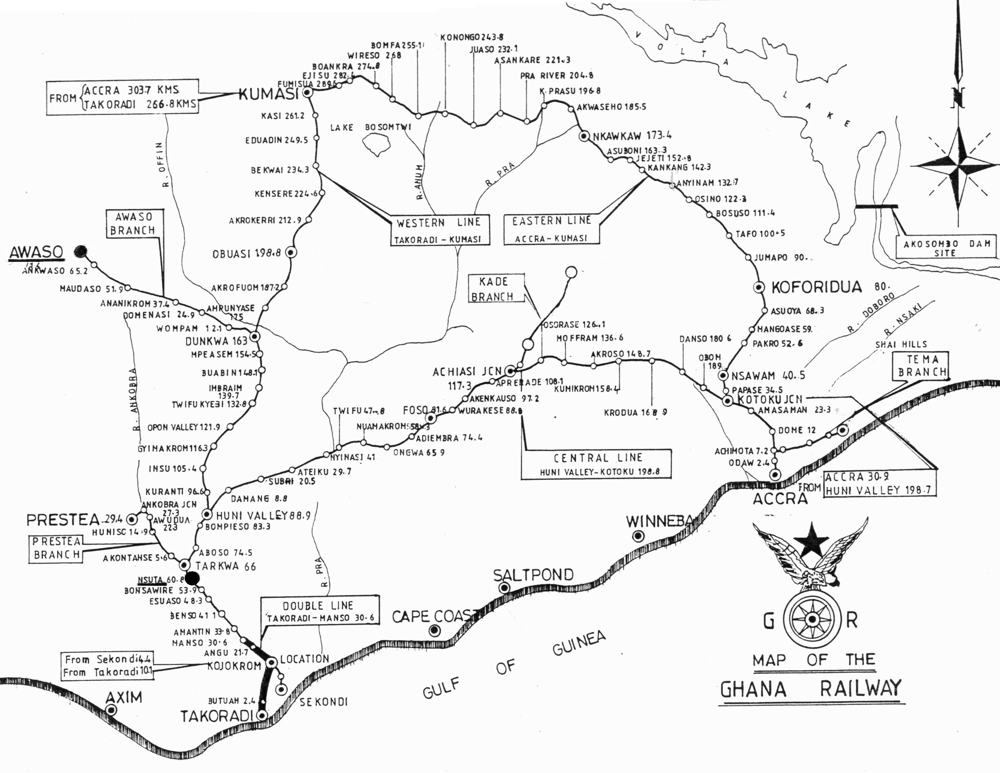 KONONGO 243.8
BOMFA 255.1
JUASO 232.1
WIRESO 268
ASANKARE 221.3
BOANKRA 274.8
EJISU 282.4
PRA RIVER 204.8
FUMISUA 289.6
K. PRASU 196.8
FROM
ACCRA 303.7 KMS
TAKORADI 266.8 KMS
KUMASI
AKWASEHO 185.5
VOLTA LAKE
N
KASI 261.2
LAKE BOSOMTWI
NKAWKAW 173.4
EDUADIN 249.5
ASUBONI 163.3
JEJETI 152.8
R. OFFIN
R. ANUM
R. PRA
KANKANG 142.3
BEKWAI 234.3
ANYINAM 132.7
KENSERE 224.6
OSINO 122.3
BOSUSO 111.4
AKROKERRI 212.9
AWASO
BRANCH
WESTERN LINE
TAKORADI - KUMASI
EASTERN LINE
ACCRA - KUMASI
TAFO 100.5
AKOSOMBO DAM
SITE
AWASO
OBUASI 198.8
JUMAPO 90.
ANKWASO 65.2
KADE
BRANCH
MAUDASO 51.9
AKROFUOM 187.2
KOFORIDUA 80.
ANANIKROM 37.4
AHRUNYASE
175
DOMENASI 24.9
ASUOYA 68.3
R. DOBORO
R. NSAKI
WOMPAM 12.1
OSORASE 126.1
MANGOASE 59.
DUNKWA 163
MOFFRAM 136.6
DANSO 180 6
PAKRO 52.6
SHAI HILLS
MPEASEM 154.5
AKROSO 148.7
OBOM
189
TEMA
BRANCH
R. ANKOBRA
BUABIN 148.1
ACHIASI JCN
117.3
NSAWAM 40.5
IMBRAIM
139.7
APRERADE 108.1
KUMIKROM 158.4
PAPASE 34.5
TWIFU KYEBI 132.8
AKENKAUSO 97.2
KOTOKU JCN
TWIFU 47.8
FOSO 81.6
WURAKESE 88.8
KRODUA 168 9
AMASAMAN 23.3
OPON VALLEY 121.9
NUAMAKROM 58.3
DOME 12
ADIEMBRA 74.4
GYIMAKROM 116.3
ONGWA 65 9
NYINASI 41
ACHIMOTA 7.2
CENTRAL LINE
HUNI VALLEY-KOTOKU 198.8
ODAW 2.4
INSU 105.4
ATEIKU 29.7
SUBRI 20.5
FROM
ACCRA 30.9
HUNI VALLEY 198.7
KURANTI 96.6
DAMANG 8.8
ACCRA
ANKOBRA JCN
27.3
PRESTEA 29.4
AWUDUA
22.3
HUNI VALLEY 88.9
HUNISO 14.9
BOMPIESO 83.3
WINNEBA
PRESTEA
BRANCH
ABOSO 74.5
AKONTANSE 5.6
TARKWA 66
R. PRA
SALTPOND
NSUTA 60.8
BONSAWIRE 53.9
ESUASO 48.3
DOUBLE LINE
TAKORADI-MANSO 30.6
BENSO 41 1
CAPE COAST
G R
AMANTIN 33.8
MANSO 30.6
ANGU 21.7
GULF OF GUINEA
From Sekondi 4.4
From Takoradi 10.1
KOJOKROM
LOCATION
MAP OF THE
GHANA RAILWAY
AXIM
BUTUAH 2.4
SEKONDI
TAKORADI